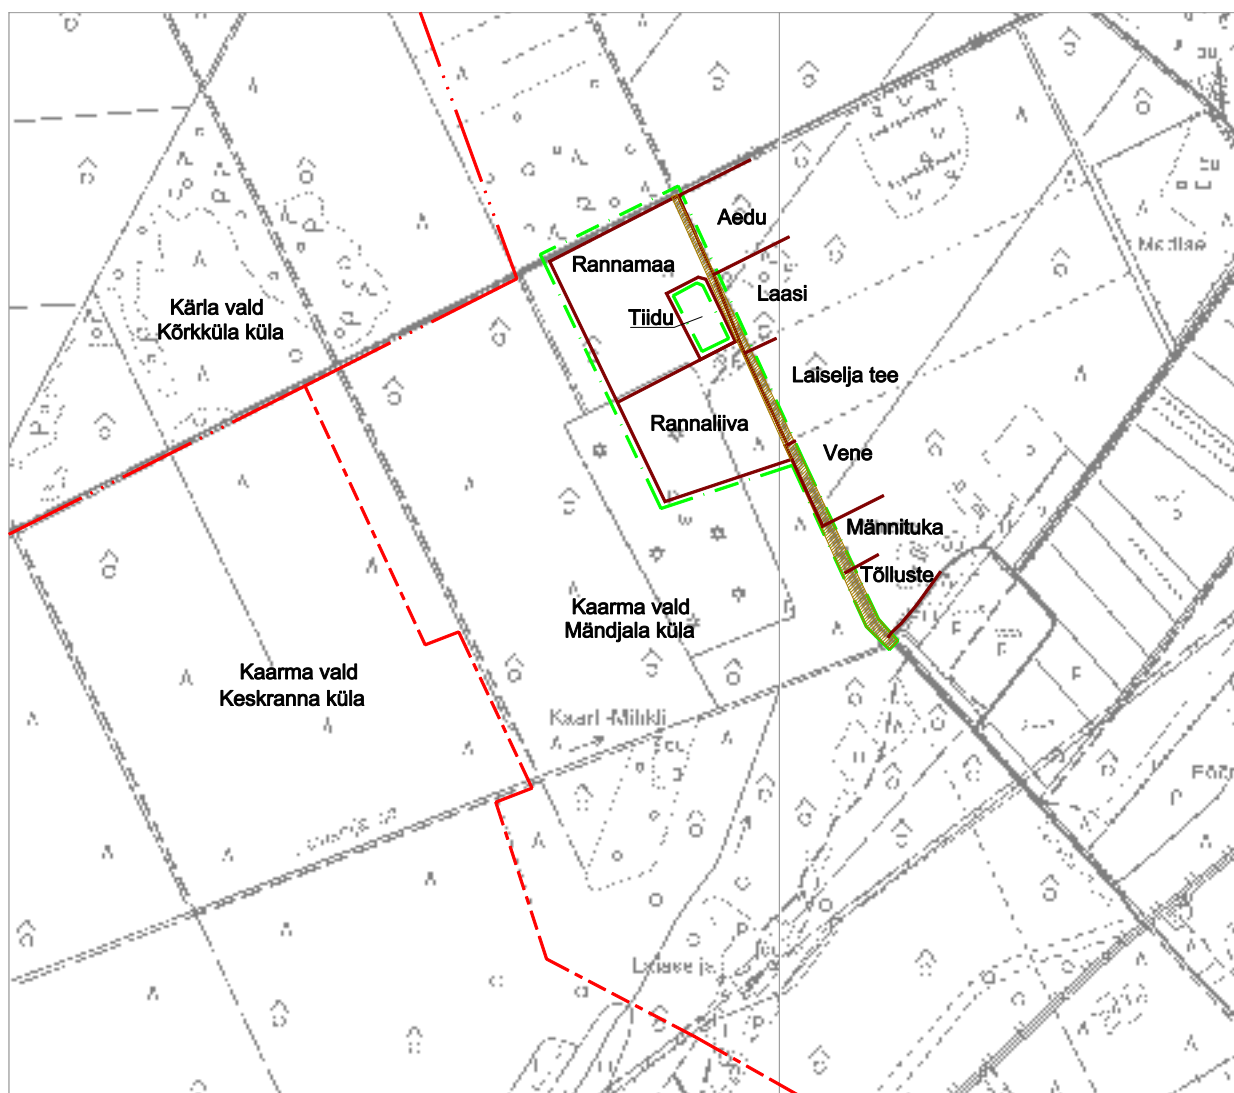 Aedu
Rannamaa
Laasi
Kärla vald
Kõrkküla küla
Tiidu
Laiselja tee
Rannaliiva
Vene
Männituka
Tõlluste
Kaarma vald
Mändjala küla
Kaarma vald
Keskranna küla